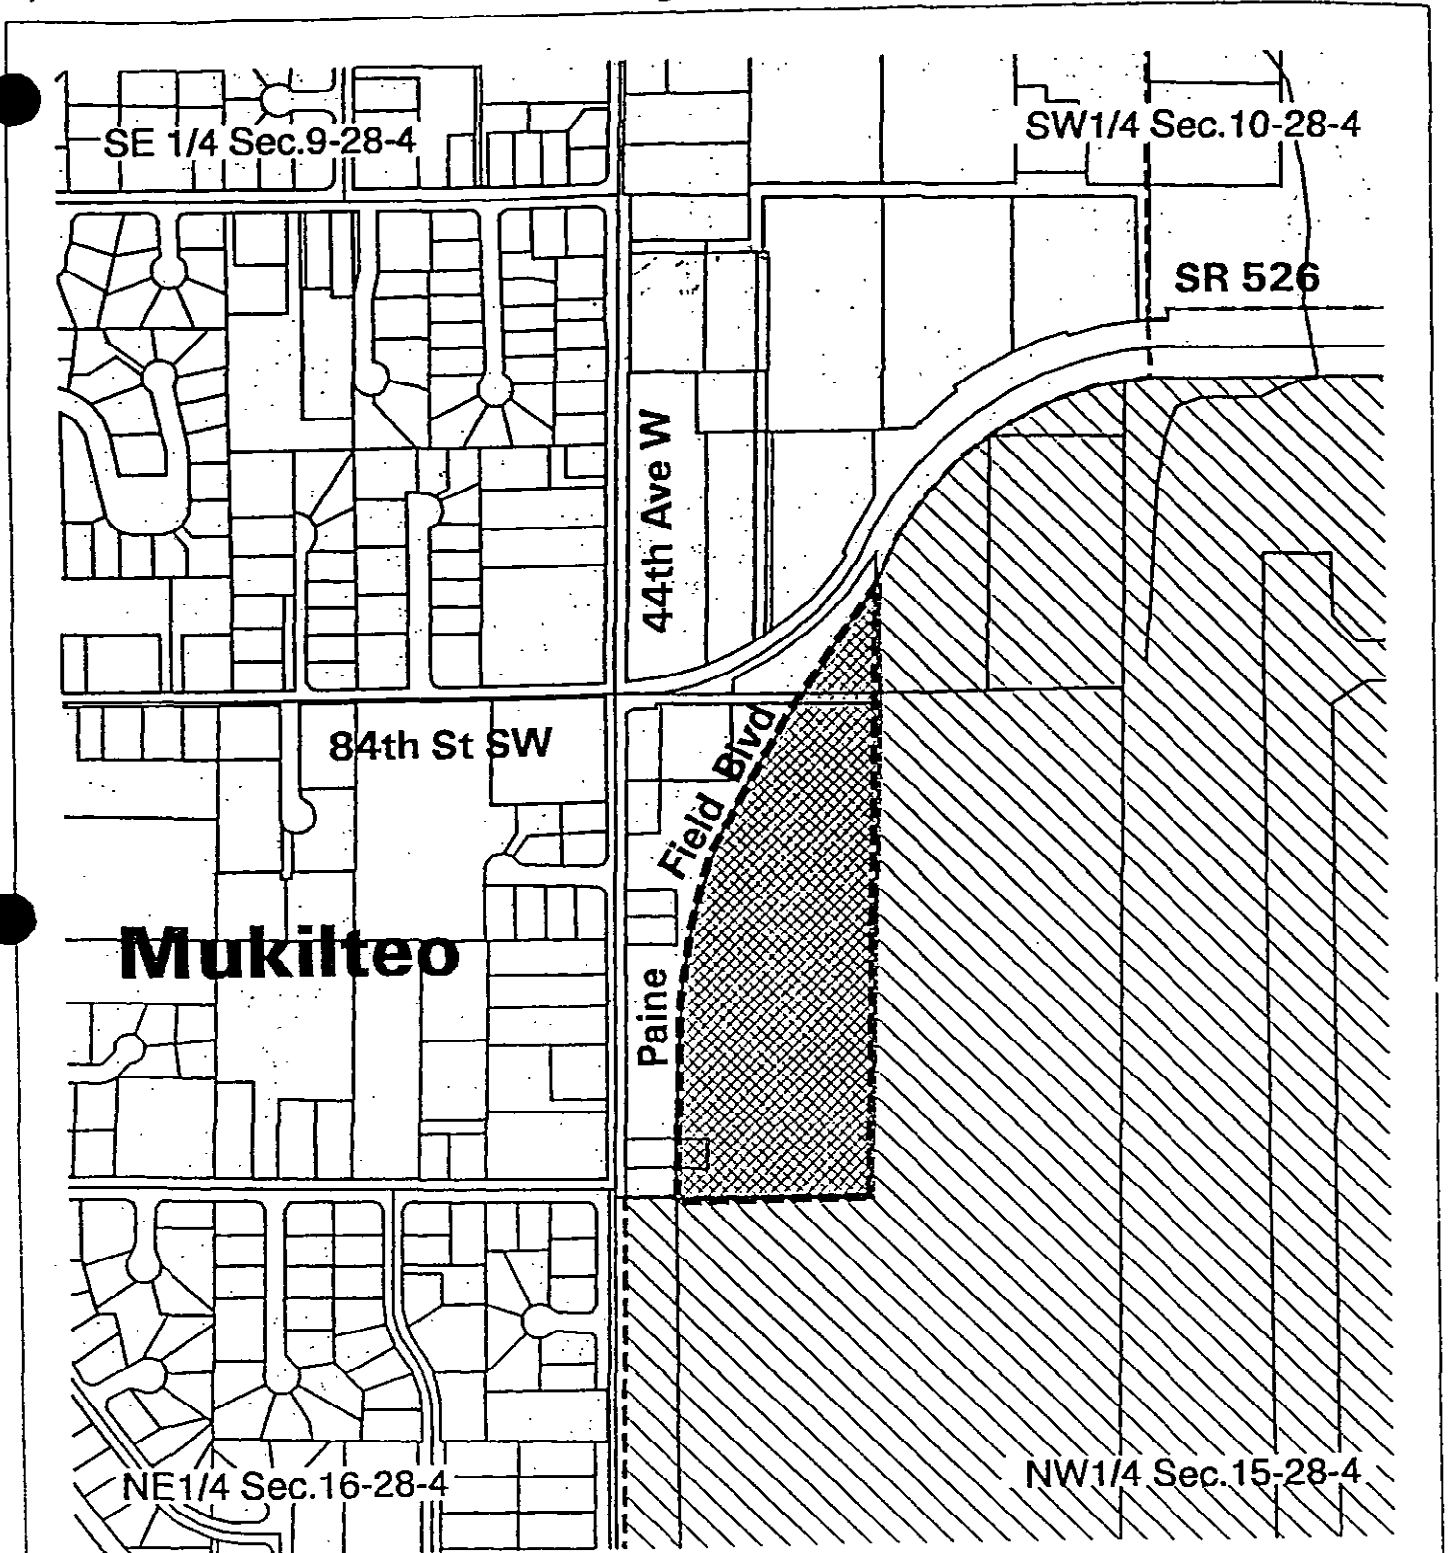 SE 1/4 Sec.9-28-4
SW1/4 Sec.10-28-4
SR 526
44th Ave W
84th St SW
Paine Field Blvd
Mukilteo
NE1/4 Sec.16-28-4
NW1/4 Sec.15-28-4